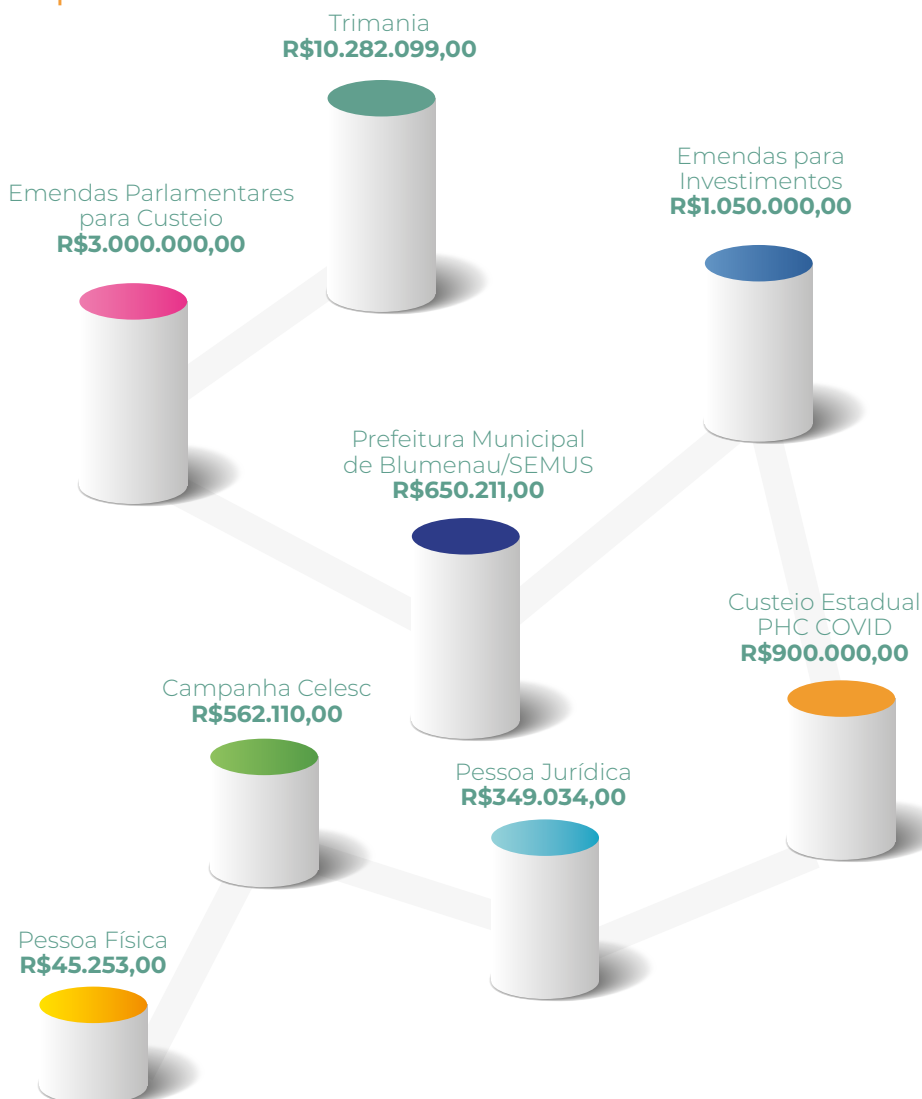 Trimania
R$10.282.099,00
Emendas para
Investimentos
R$1.050.000,00
Emendas Parlamentares
para Custeio
R$3.000.000,00
Prefeitura Municipal
de Blumenau/SEMUS
R$650.211,00
Custeio Estadual
PHC COVID
R$900.000,00
Campanha Celesc
R$562.110,00
Pessoa Jurídica
R$349.034,00
Pessoa Física
R$45.253,00